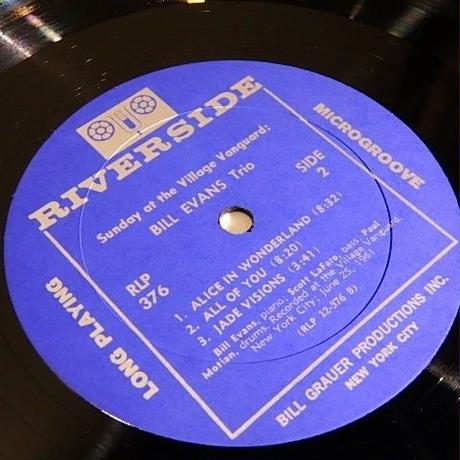 RIVERSIDE
LONG PLAYING
MICROGROOVE
Sunday at the Village Vanguard:
BILL EVANS Trio
SIDE
2
RLP
376
1. ALICE IN WONDERLAND (8:32)
2. ALL OF YOU (8:20)
3. JADE VISIONS (3:41)
Bill Evans, piano, Scott LaFaro, bass, Paul
Motian, drums. Recorded at the Village Vanguard.
New York City; June 25, 1961
(RLP 12-376 B)
BILL GRAUER PRODUCTIONS INC.
NEW YORK CITY